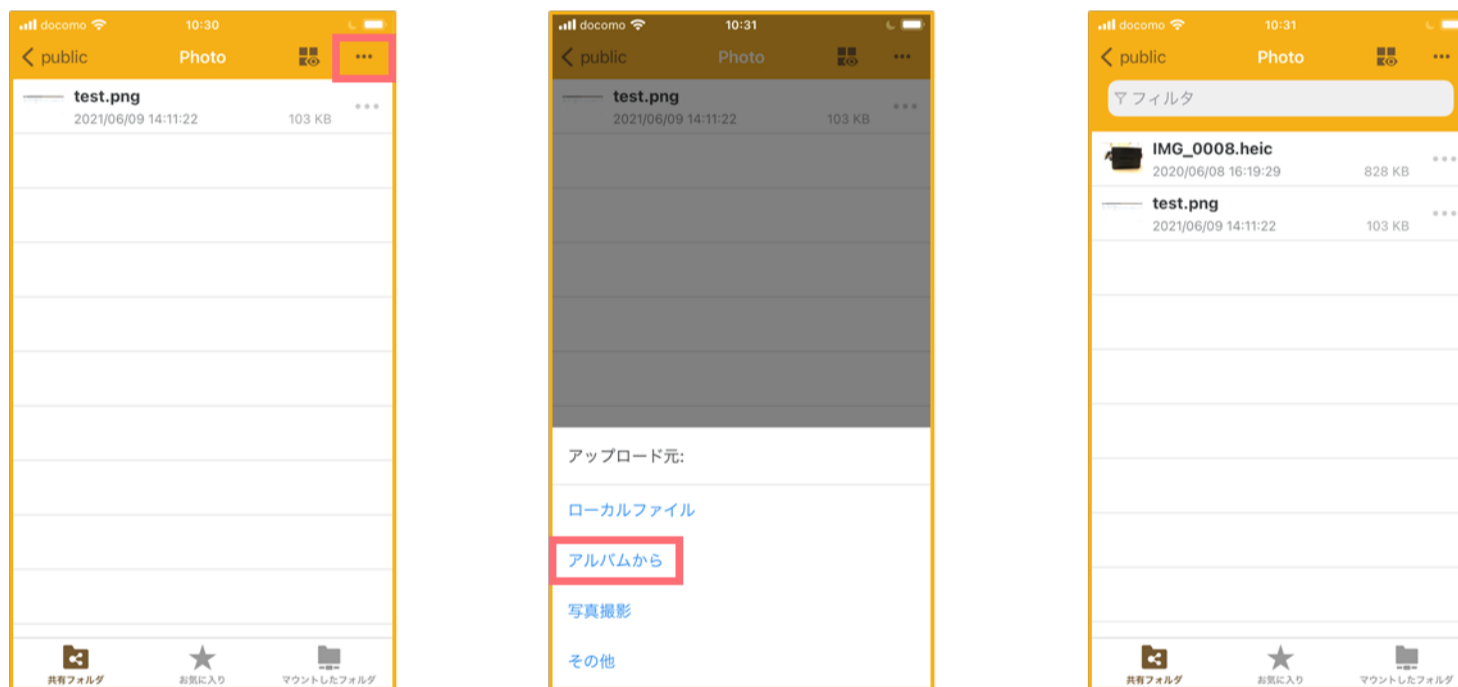 docomo 10:30
public Photo
test.png
2021/06/09 14:11:22 103 KB
共有フォルダ お気に入り マウントしたフォルダ
docomo 10:31
public Photo
test.png
2021/06/09 14:11:22 103 KB
アップロード元:
ローカルファイル
アルバムから
写真撮影
その他
docomo 10:31
public Photo
フィルタ
IMG_0008.heic
2020/06/08 16:19:29 828 KB
test.png
2021/06/09 14:11:22 103 KB
共有フォルダ お気に入り マウントしたフォルダ